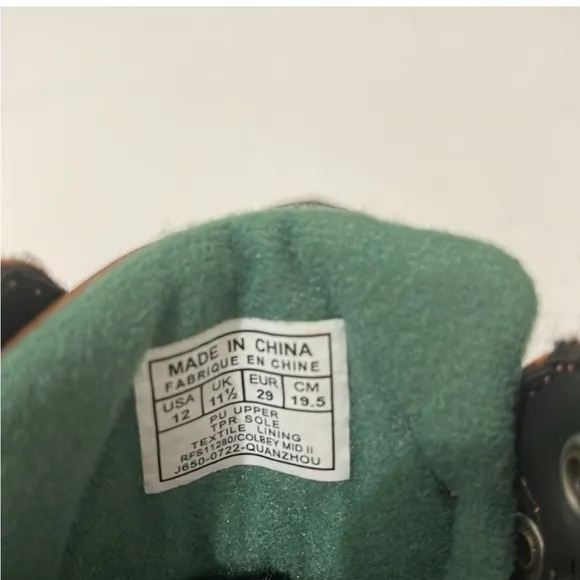 MADE IN CHINA
FABRIQUE EN CHINE
USA UK EUR CM
12 11½ 29 19.5
PU UPPER
TPR SOLE
TEXTILE LINING
RFS11280/COLBEY MID II
J650-0722-QUANZHOU